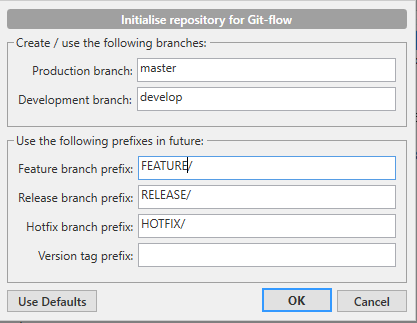 Initialise repository for Git-flow
Create / use the following branches:
Production branch: master
Development branch: develop
Use the following prefixes in future:
Feature branch prefix: FEATURE/
Release branch prefix: RELEASE/
Hotfix branch prefix: HOTFIX/
Version tag prefix:
Use Defaults OK Cancel